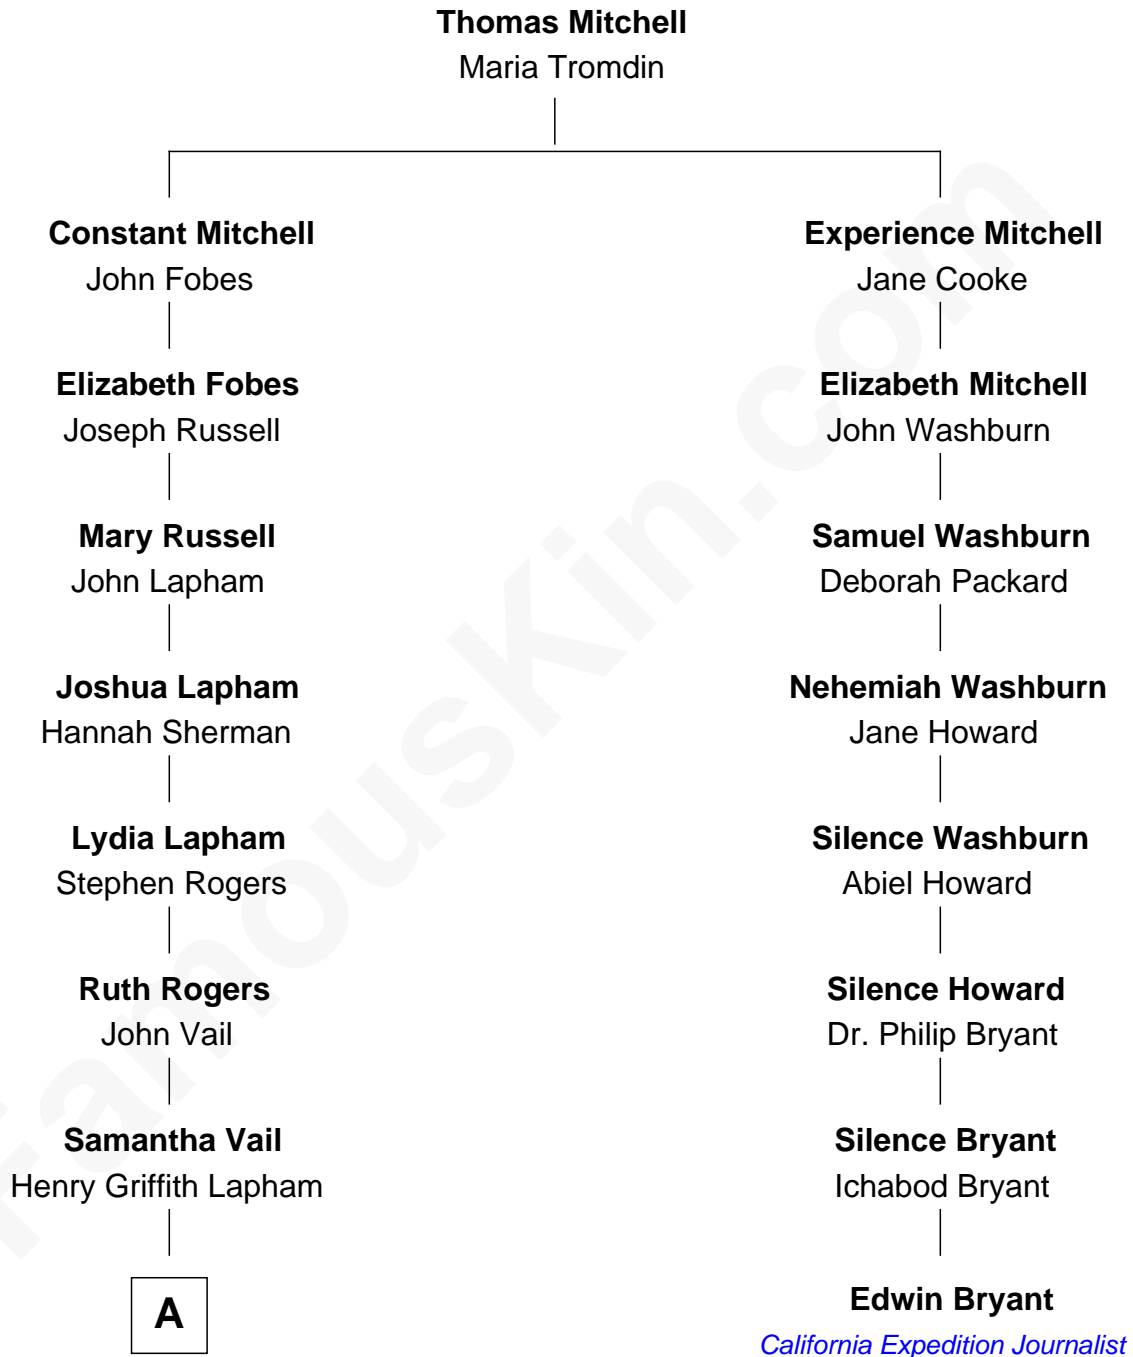 Thomas Mitchell
Maria Tromdin
Constant Mitchell
John Fobes
Experience Mitchell
Jane Cooke
Elizabeth Fobes
Joseph Russell
Elizabeth Mitchell
John Washburn
Mary Russell
John Lapham
Samuel Washburn
Deborah Packard
Joshua Lapham
Hannah Sherman
Nehemiah Washburn
Jane Howard
Lydia Lapham
Stephen Rogers
Silence Washburn
Abiel Howard
Ruth Rogers
John Vail
Silence Howard
Dr. Philip Bryant
Samantha Vail
Henry Griffith Lapham
Silence Bryant
Ichabod Bryant
A
Edwin Bryant
California Expedition Journalist
FamousKin.com